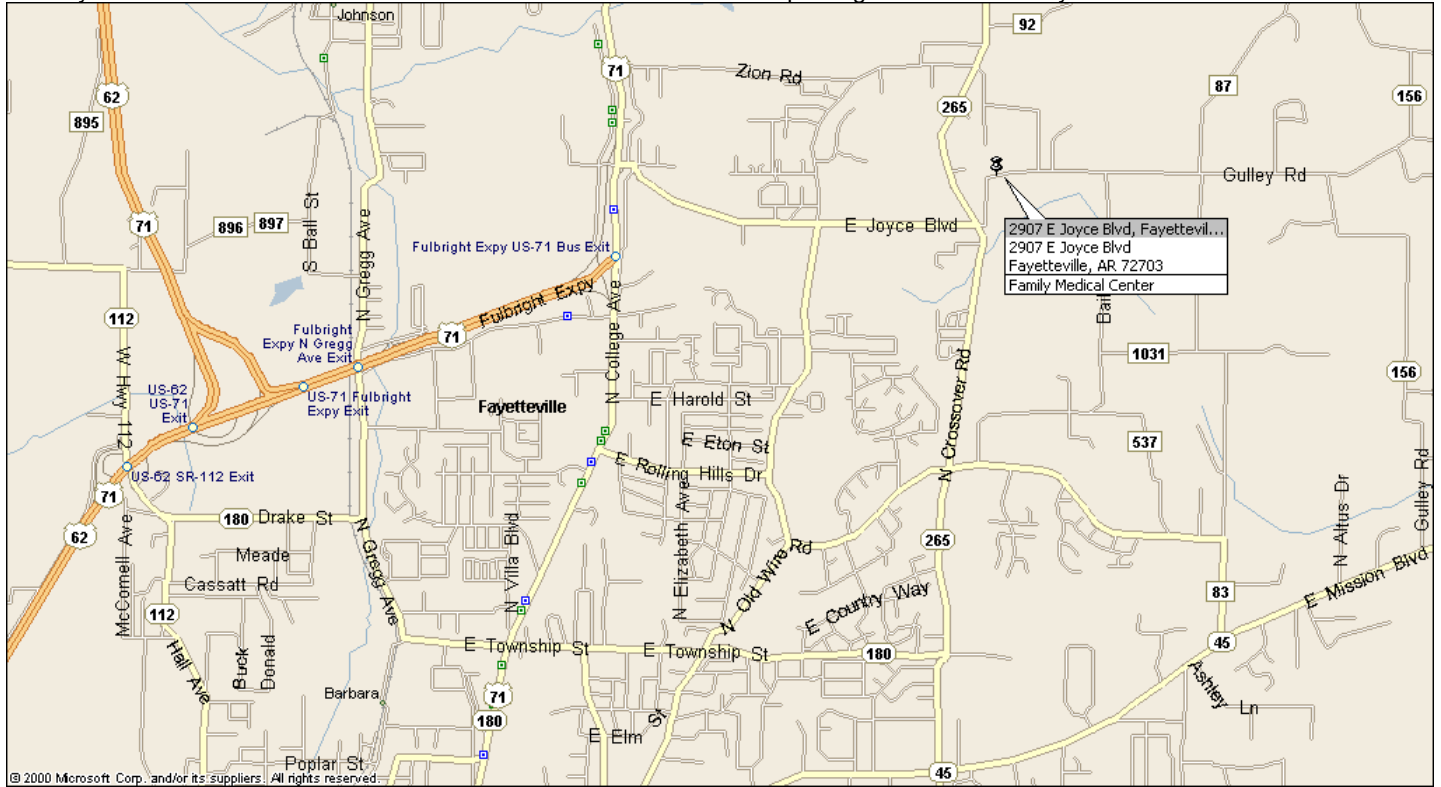 Johnson
92
71
Zion Rd
87
62
265
156
895
Gulley Rd
71
896
897
S Ball St
N Gregg Ave
E Joyce Blvd
2907 E Joyce Blvd, Fayettevil...
2907 E Joyce Blvd
Fayetteville, AR 72703
Family Medical Center
Fulbright Expy US-71 Bus Exit
Fulbright Expy
71
N College Ave
112
W Hwy 112
Fulbright
Expy N Gregg
Ave Exit
Bail
1031
N Crossover Rd
156
US-62
US-71
Exit
US-71 Fulbright
Expy Exit
Fayetteville
E Harold St
E Eton St
537
E Rolling Hills Dr
US-62 SR-112 Exit
71
62
180
Drake St
N Gregg Ave
McConnell Ave
Meade
Cassatt Rd
N Villa Blvd
N Elizabeth Ave
N Old Wire Rd
265
N Altus Dr
Gulley Rd
E Mission Blvd
83
E Country Way
112
Hall Ave
Buck
Donald
E Township St
E Township St
180
45
Ashley Ln
Barbara
71
180
E Elm St
Poplar St
45
© 2000 Microsoft Corp. and/or its suppliers. All rights reserved.